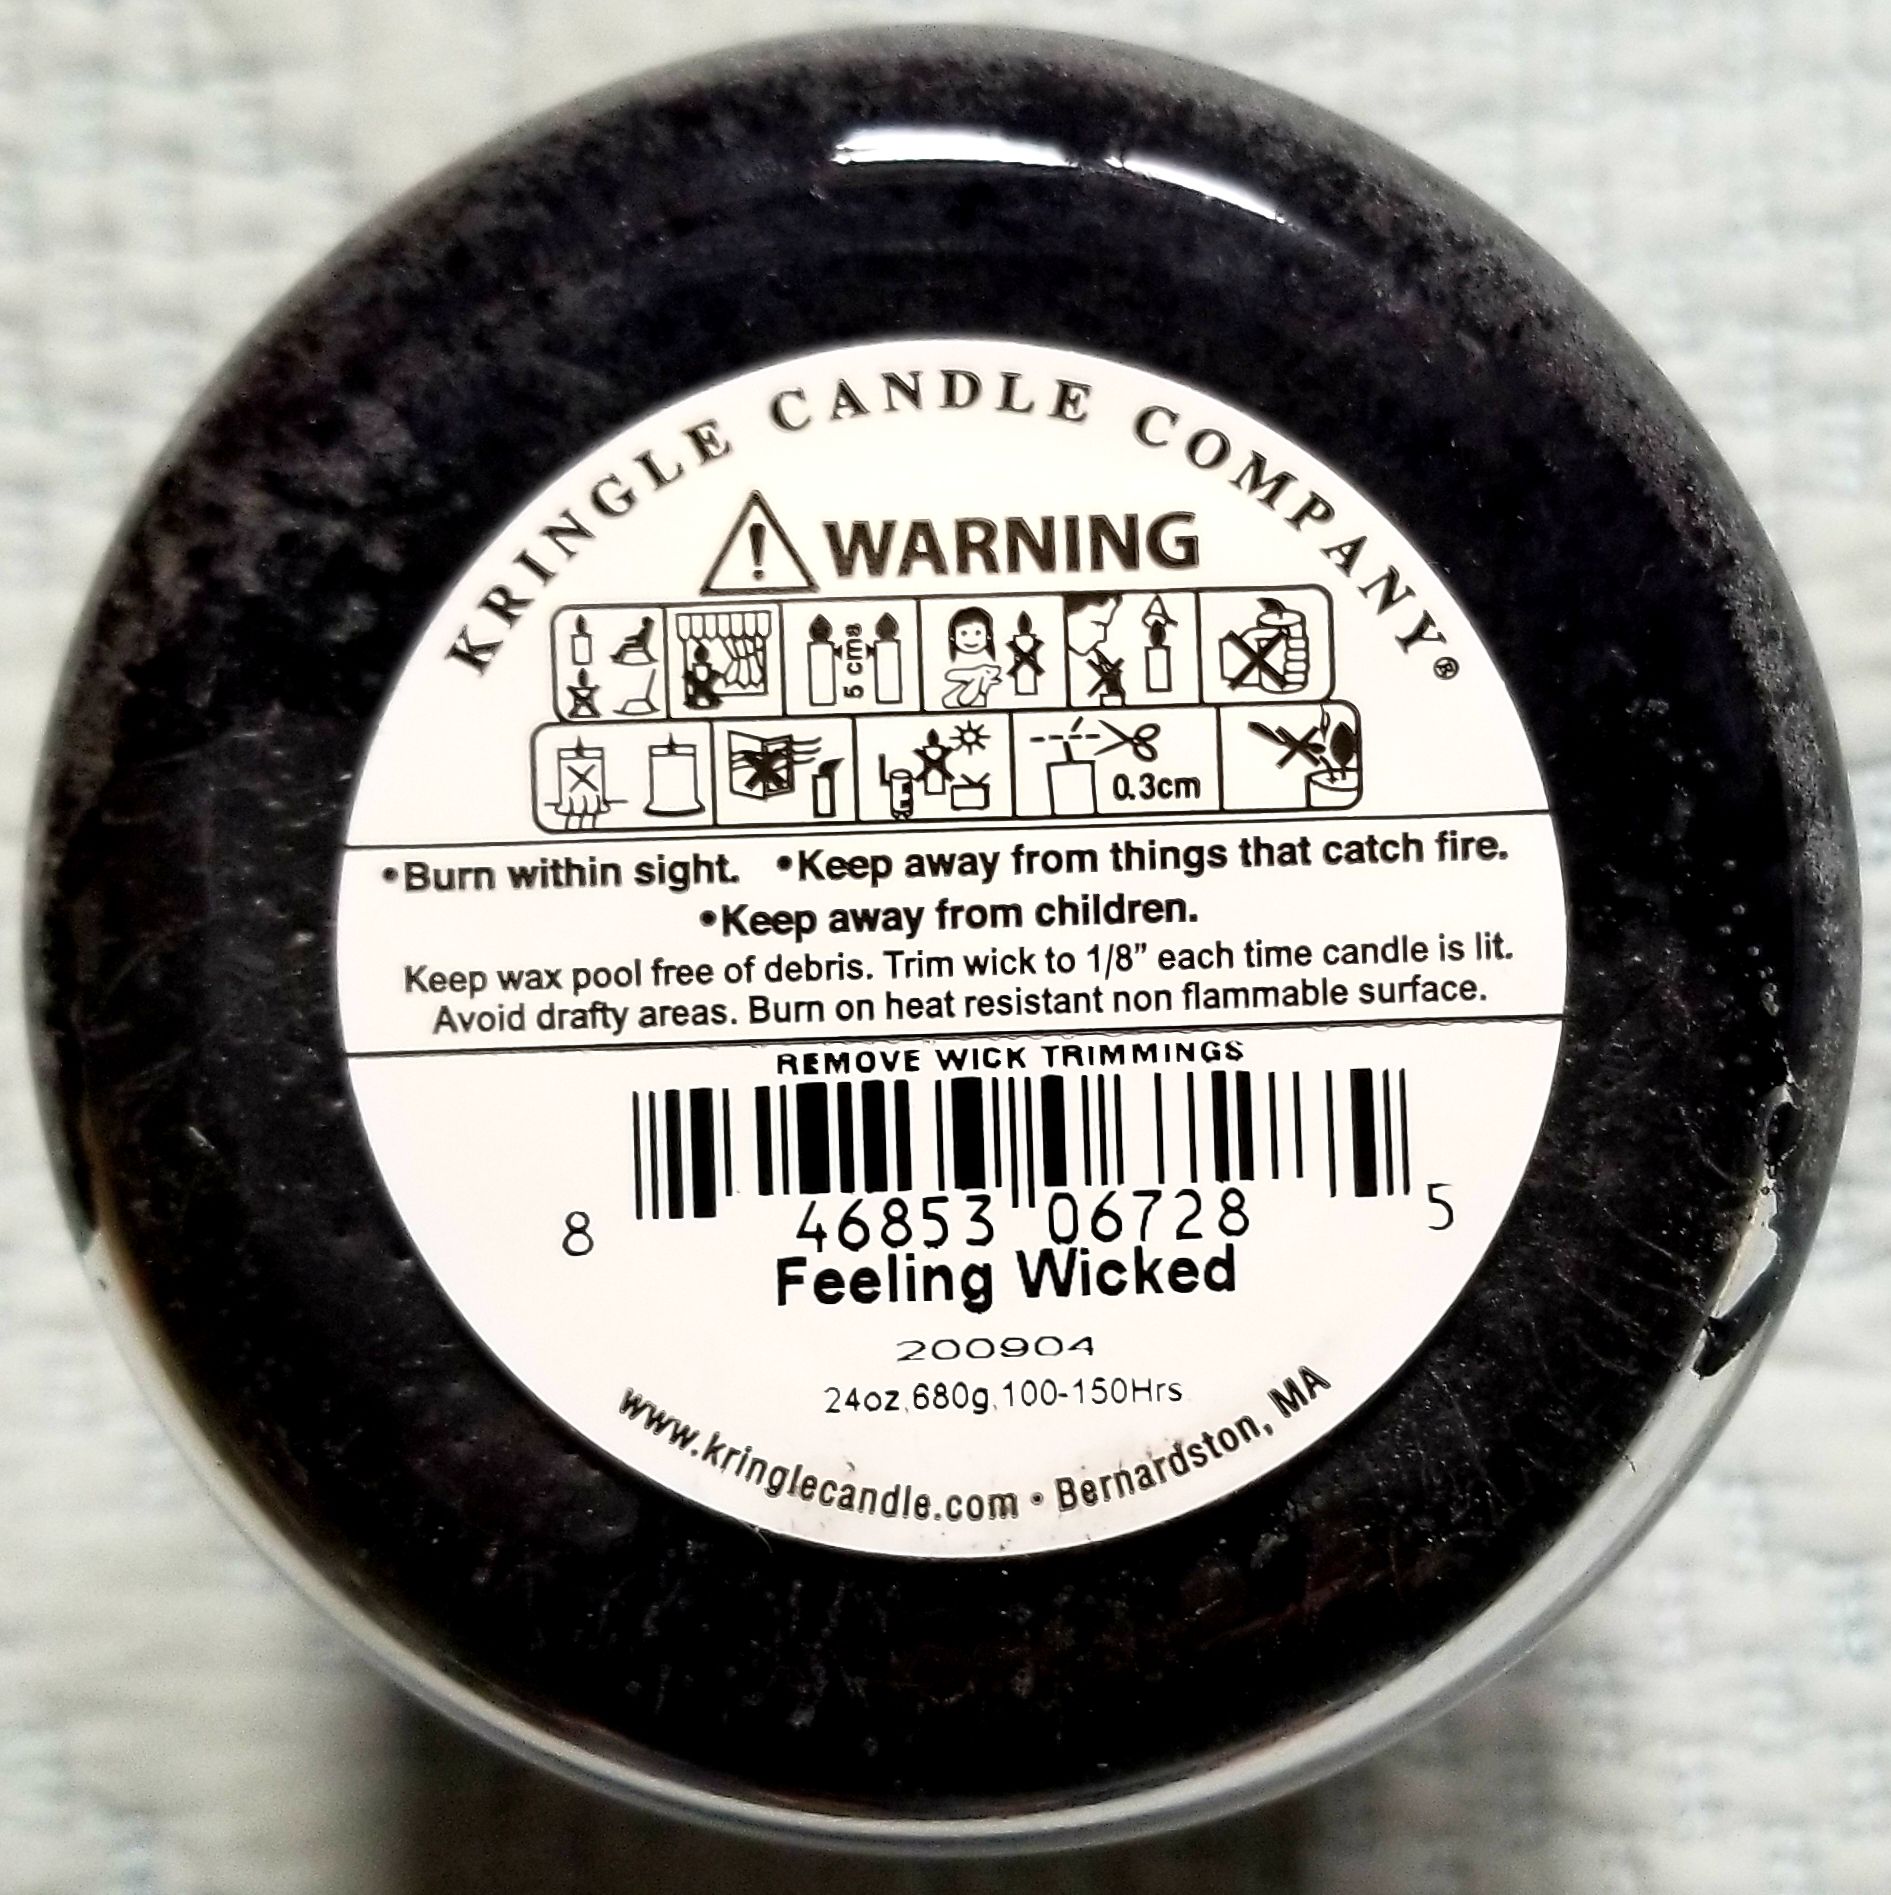 KRINGLE CANDLE COMPANY®
! WARNING
5 cms
A
0.3cm
•Burn within sight. •Keep away from things that catch fire.
•Keep away from children.
Keep wax pool free of debris. Trim wick to 1/8” each time candle is lit.
Avoid drafty areas. Burn on heat resistant non flammable surface.
REMOVE WICK TRIMMINGS
8 46853 06728 5
Feeling Wicked
200904
24oz,680g,100-150Hrs
www.kringlecandle.com • Bernardston, MA